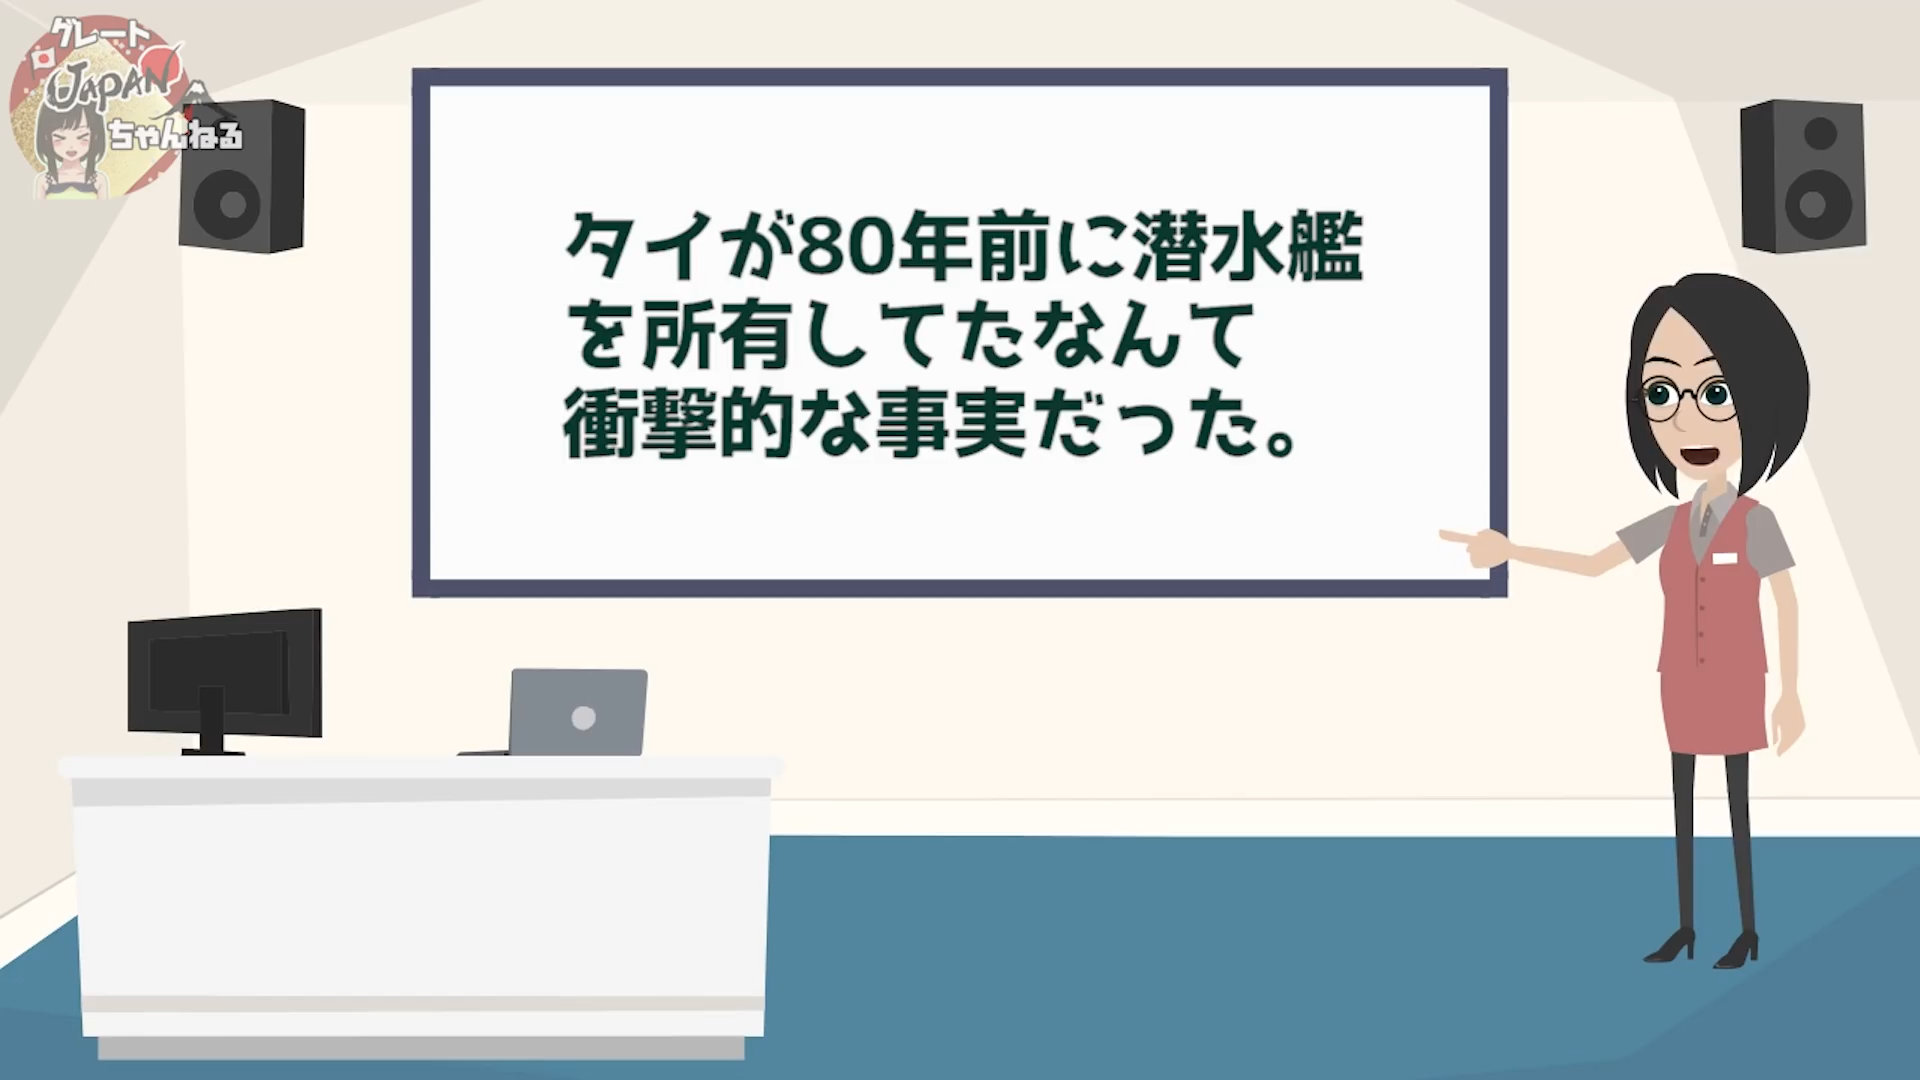 グレート
JAPAN
ちゃんねる
タイが80年前に潜水艦
を所有してたなんて
衝撃的な事実だった。